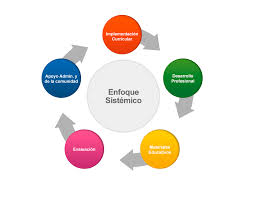 Implementación
Curricular
Desarrollo
Profesional
Materiales
Educativos
Evaluación
Apoyo Admin. y
de la comunidad
Enfoque
Sistémico